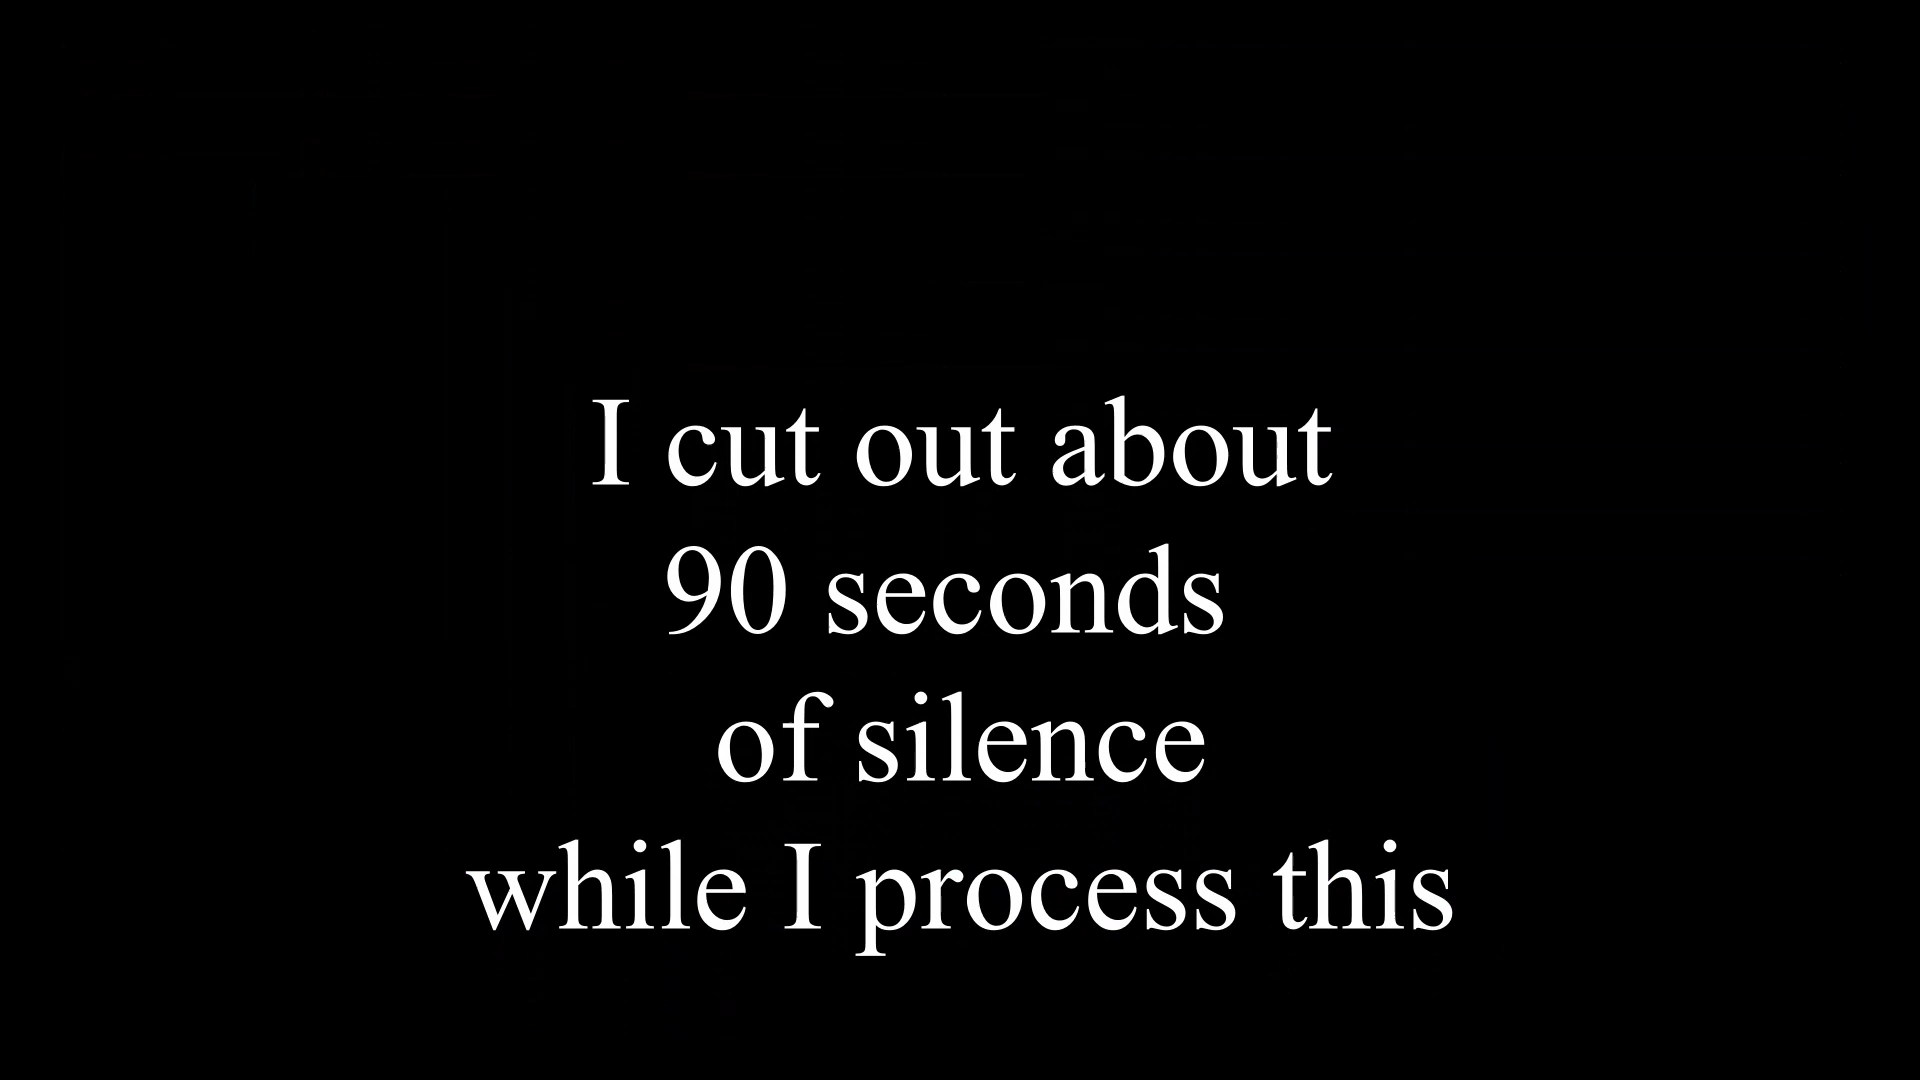 I cut out about
90 seconds
of silence
while I process this